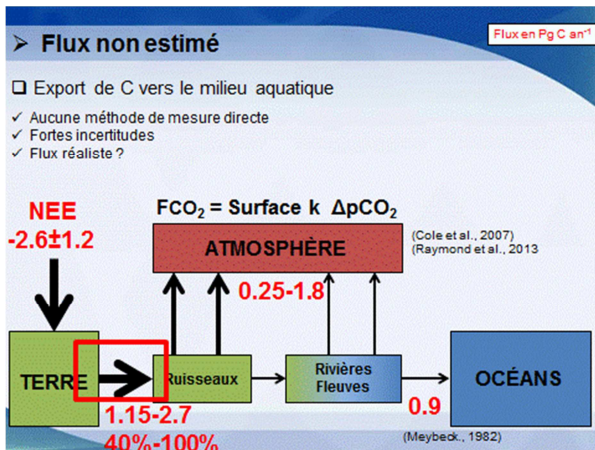 Flux non estimé
Flux en Pg C an⁻¹
Export de C vers le milieu aquatique
Aucune méthode de mesure directe
Fortes incertitudes
Flux réaliste ?
NEE
-2.6±1.2
FCO₂ = Surface k ΔpCO₂
ATMOSPHÈRE
(Cole et al., 2007)
(Raymond et al., 2013
0.25-1.8
TERRE
Ruisseaux
Rivières
Fleuves
OCÉANS
1.15-2.7
40%-100%
0.9
(Meybeck., 1982)